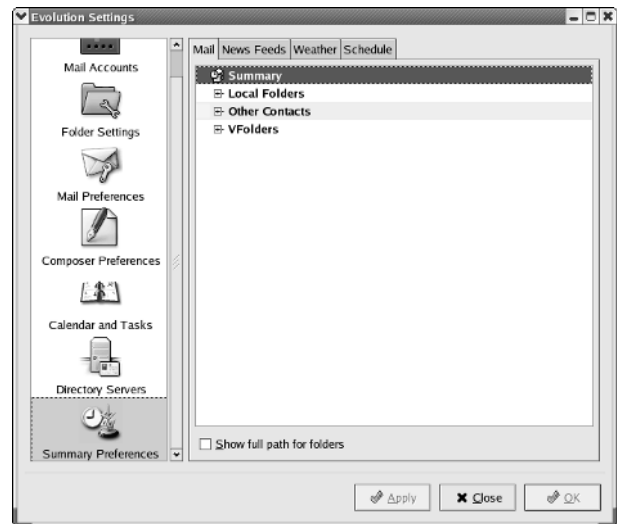 Evolution Settings
Mail Accounts
Folder Settings
Mail Preferences
Composer Preferences
Calendar and Tasks
Directory Servers
Summary Preferences
Mail News Feeds Weather Schedule
Summary
Local Folders
Other Contacts
VFolders
Show full path for folders
Apply Close OK